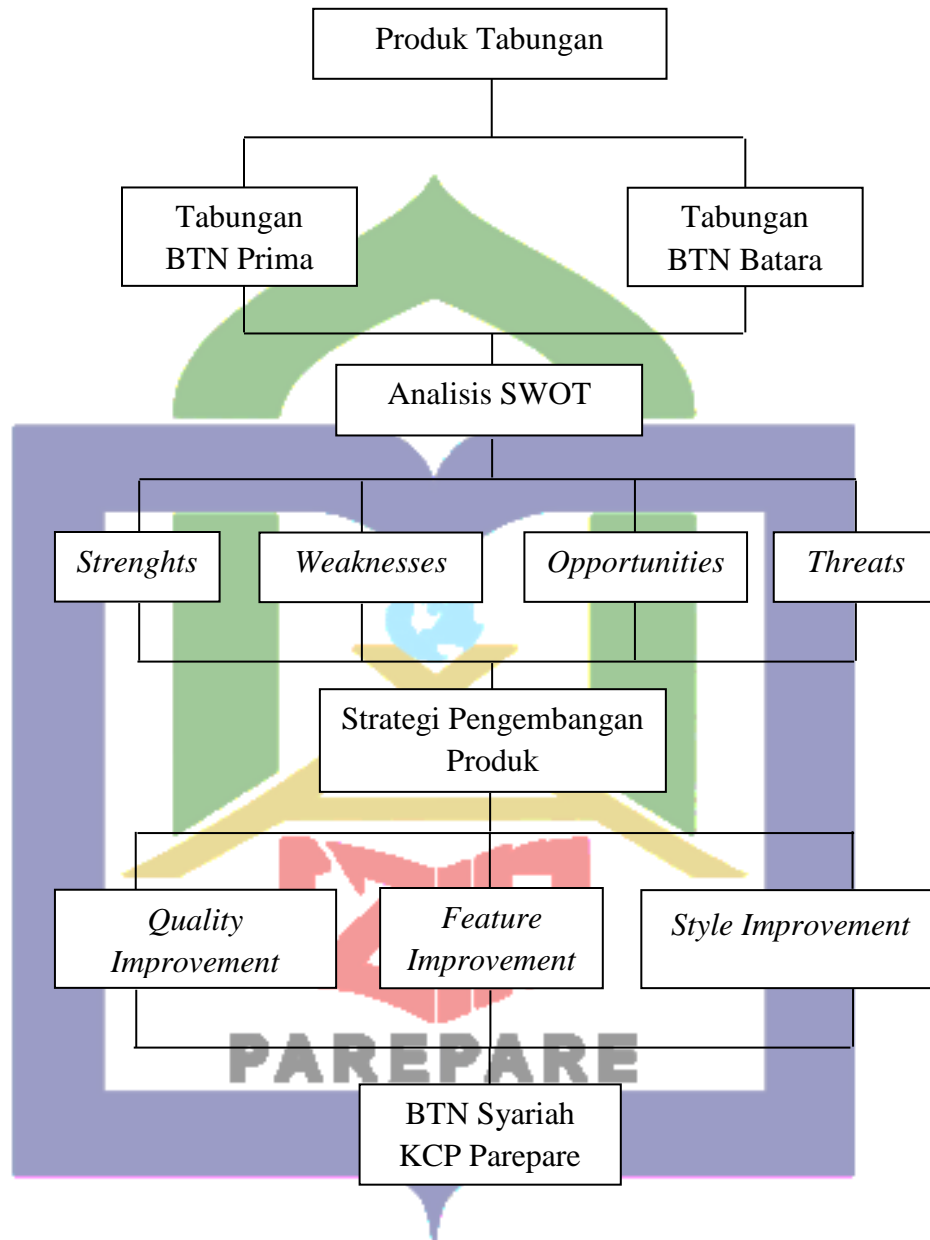 Produk Tabungan
Tabungan
BTN Prima
Tabungan
BTN Batara
Analisis SWOT
Strenghts
Weaknesses
Opportunities
Threats
Strategi Pengembangan
Produk
Quality
Improvement
Feature
Improvement
Style Improvement
PAREPARE
BTN Syariah
KCP Parepare